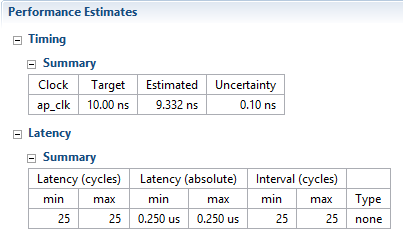 Performance Estimates
Timing
Summary
Clock Target Estimated Uncertainty
ap_clk 10.00 ns 9.332 ns 0.10 ns
Latency
Summary
Latency (cycles) Latency (absolute) Interval (cycles)
min max min max min max Type
25 25 0.250 us 0.250 us 25 25 none